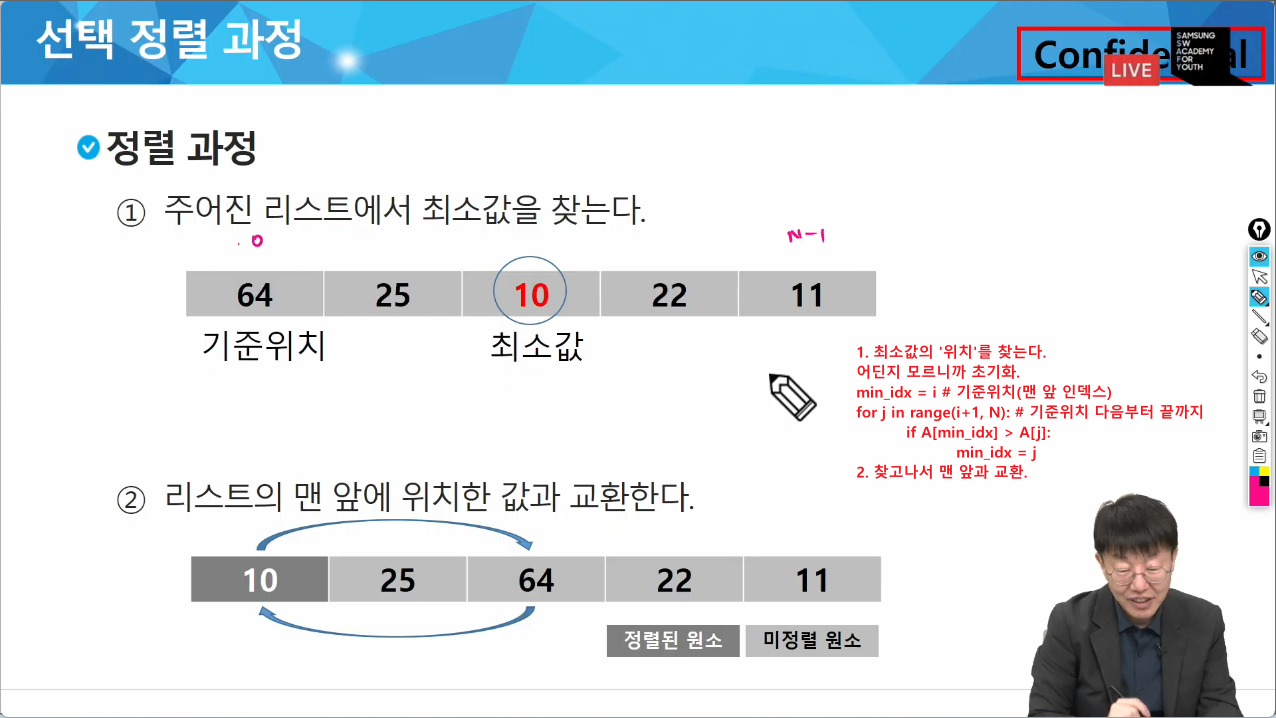 선택 정렬 과정
SAMSUNG
SW
ACADEMY
FOR
YOUTH
LIVE
정렬 과정
① 주어진 리스트에서 최소값을 찾는다.
0 N-1
64 25 10 22 11
기준위치 최소값
1. 최소값의 '위치'를 찾는다.
어딘지 모르니까 초기화.
min_idx = i # 기준위치(맨 앞 인덱스)
for j in range(i+1, N): # 기준위치 다음부터 끝까지
if A[min_idx] > A[j]:
min_idx = j
2. 찾고나서 맨 앞과 교환.
② 리스트의 맨 앞에 위치한 값과 교환한다.
10 25 64 22 11
정렬된 원소 미정렬 원소